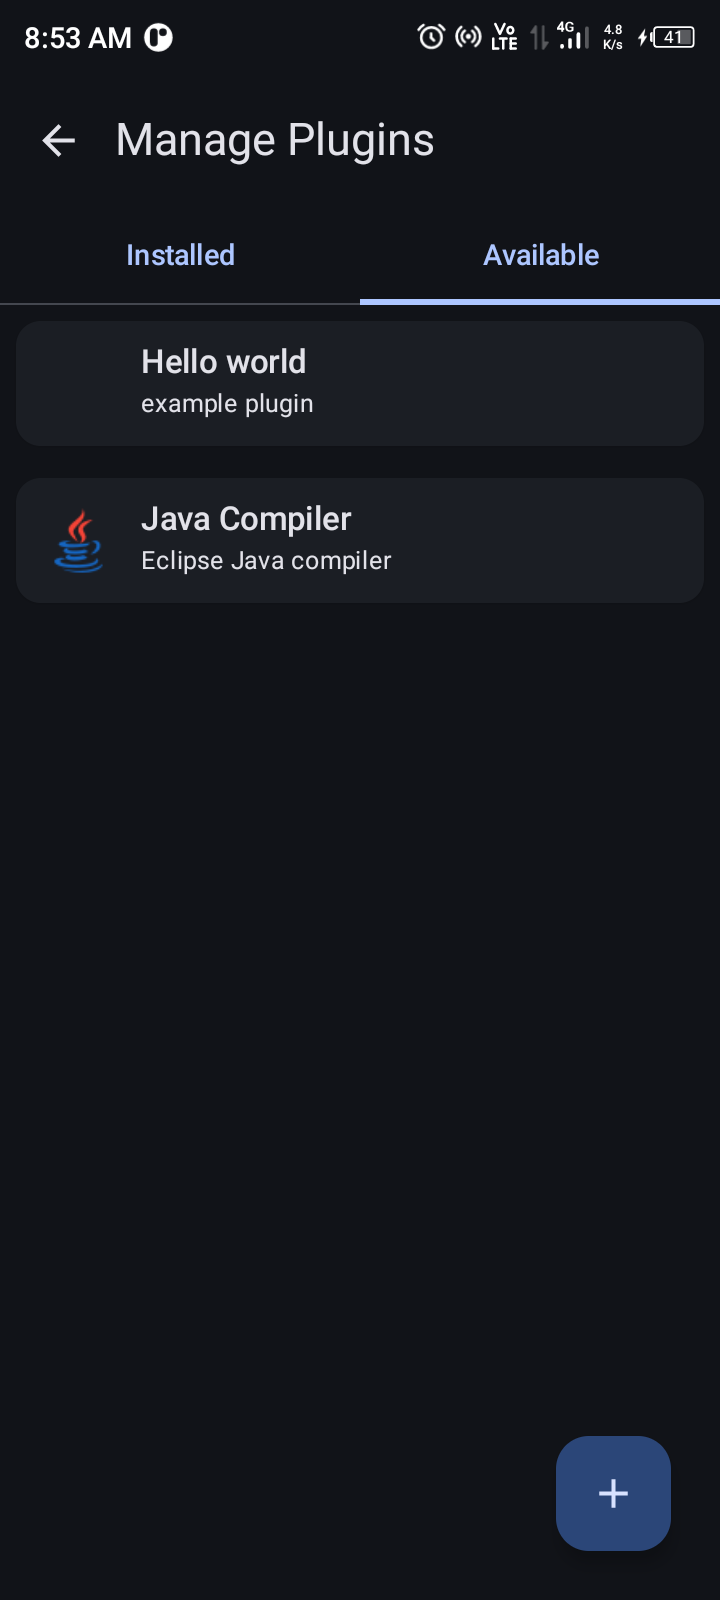 8:53 AM
Vo
LTE
4G
4.8
K/s
41
Manage Plugins
Installed
Available
Hello world
example plugin
Java Compiler
Eclipse Java compiler